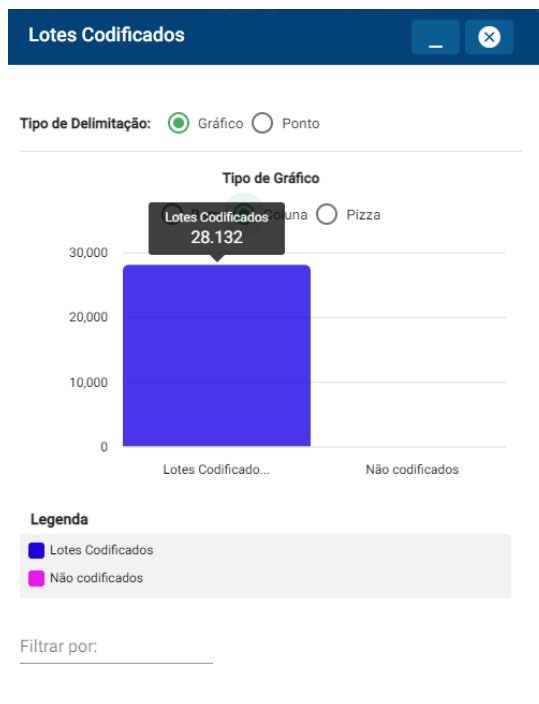 Lotes Codificados
Tipo de Delimitação: Gráfico Ponto
Tipo de Gráfico
Coluna Pizza
Lotes Codificados
28.132
30,000
20,000
10,000
0
Lotes Codificado... Não codificados
Legenda
Lotes Codificados
Não codificados
Filtrar por: